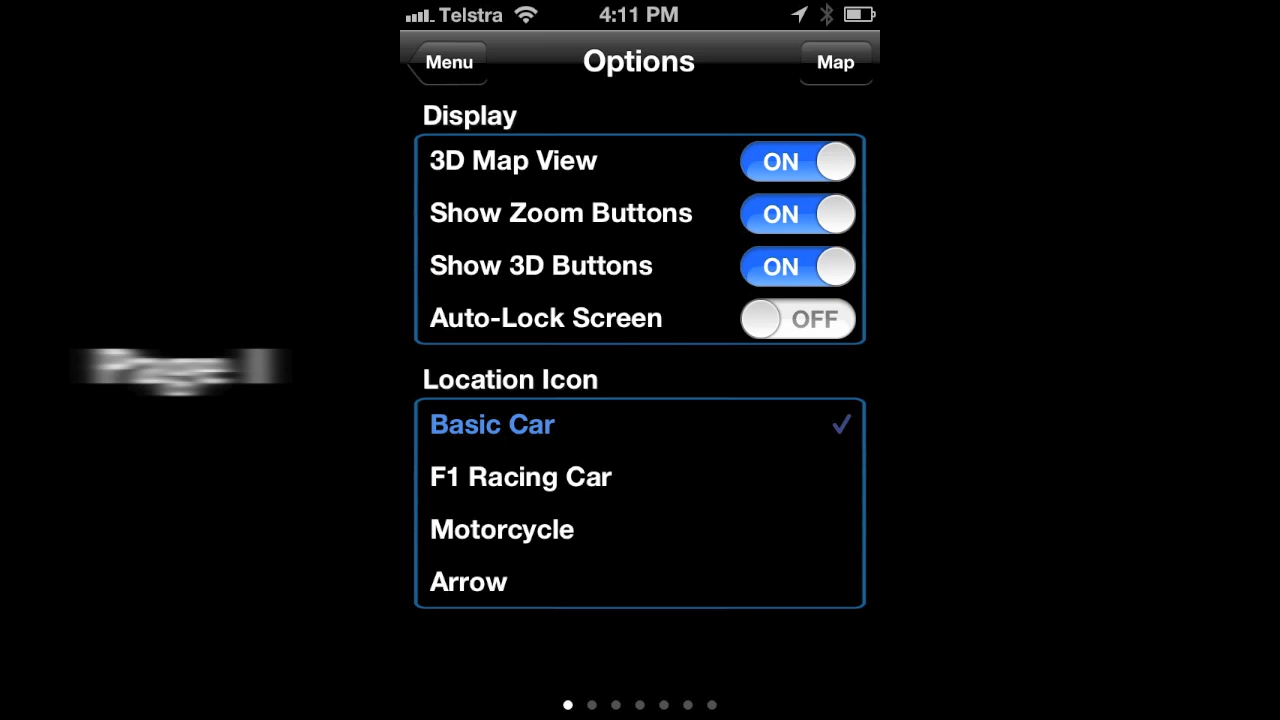 Telstra 4:11 PM
Menu Options Map
Display
3D Map View ON
Show Zoom Buttons ON
Show 3D Buttons ON
Auto-Lock Screen OFF
Location Icon
Basic Car
F1 Racing Car
Motorcycle
Arrow